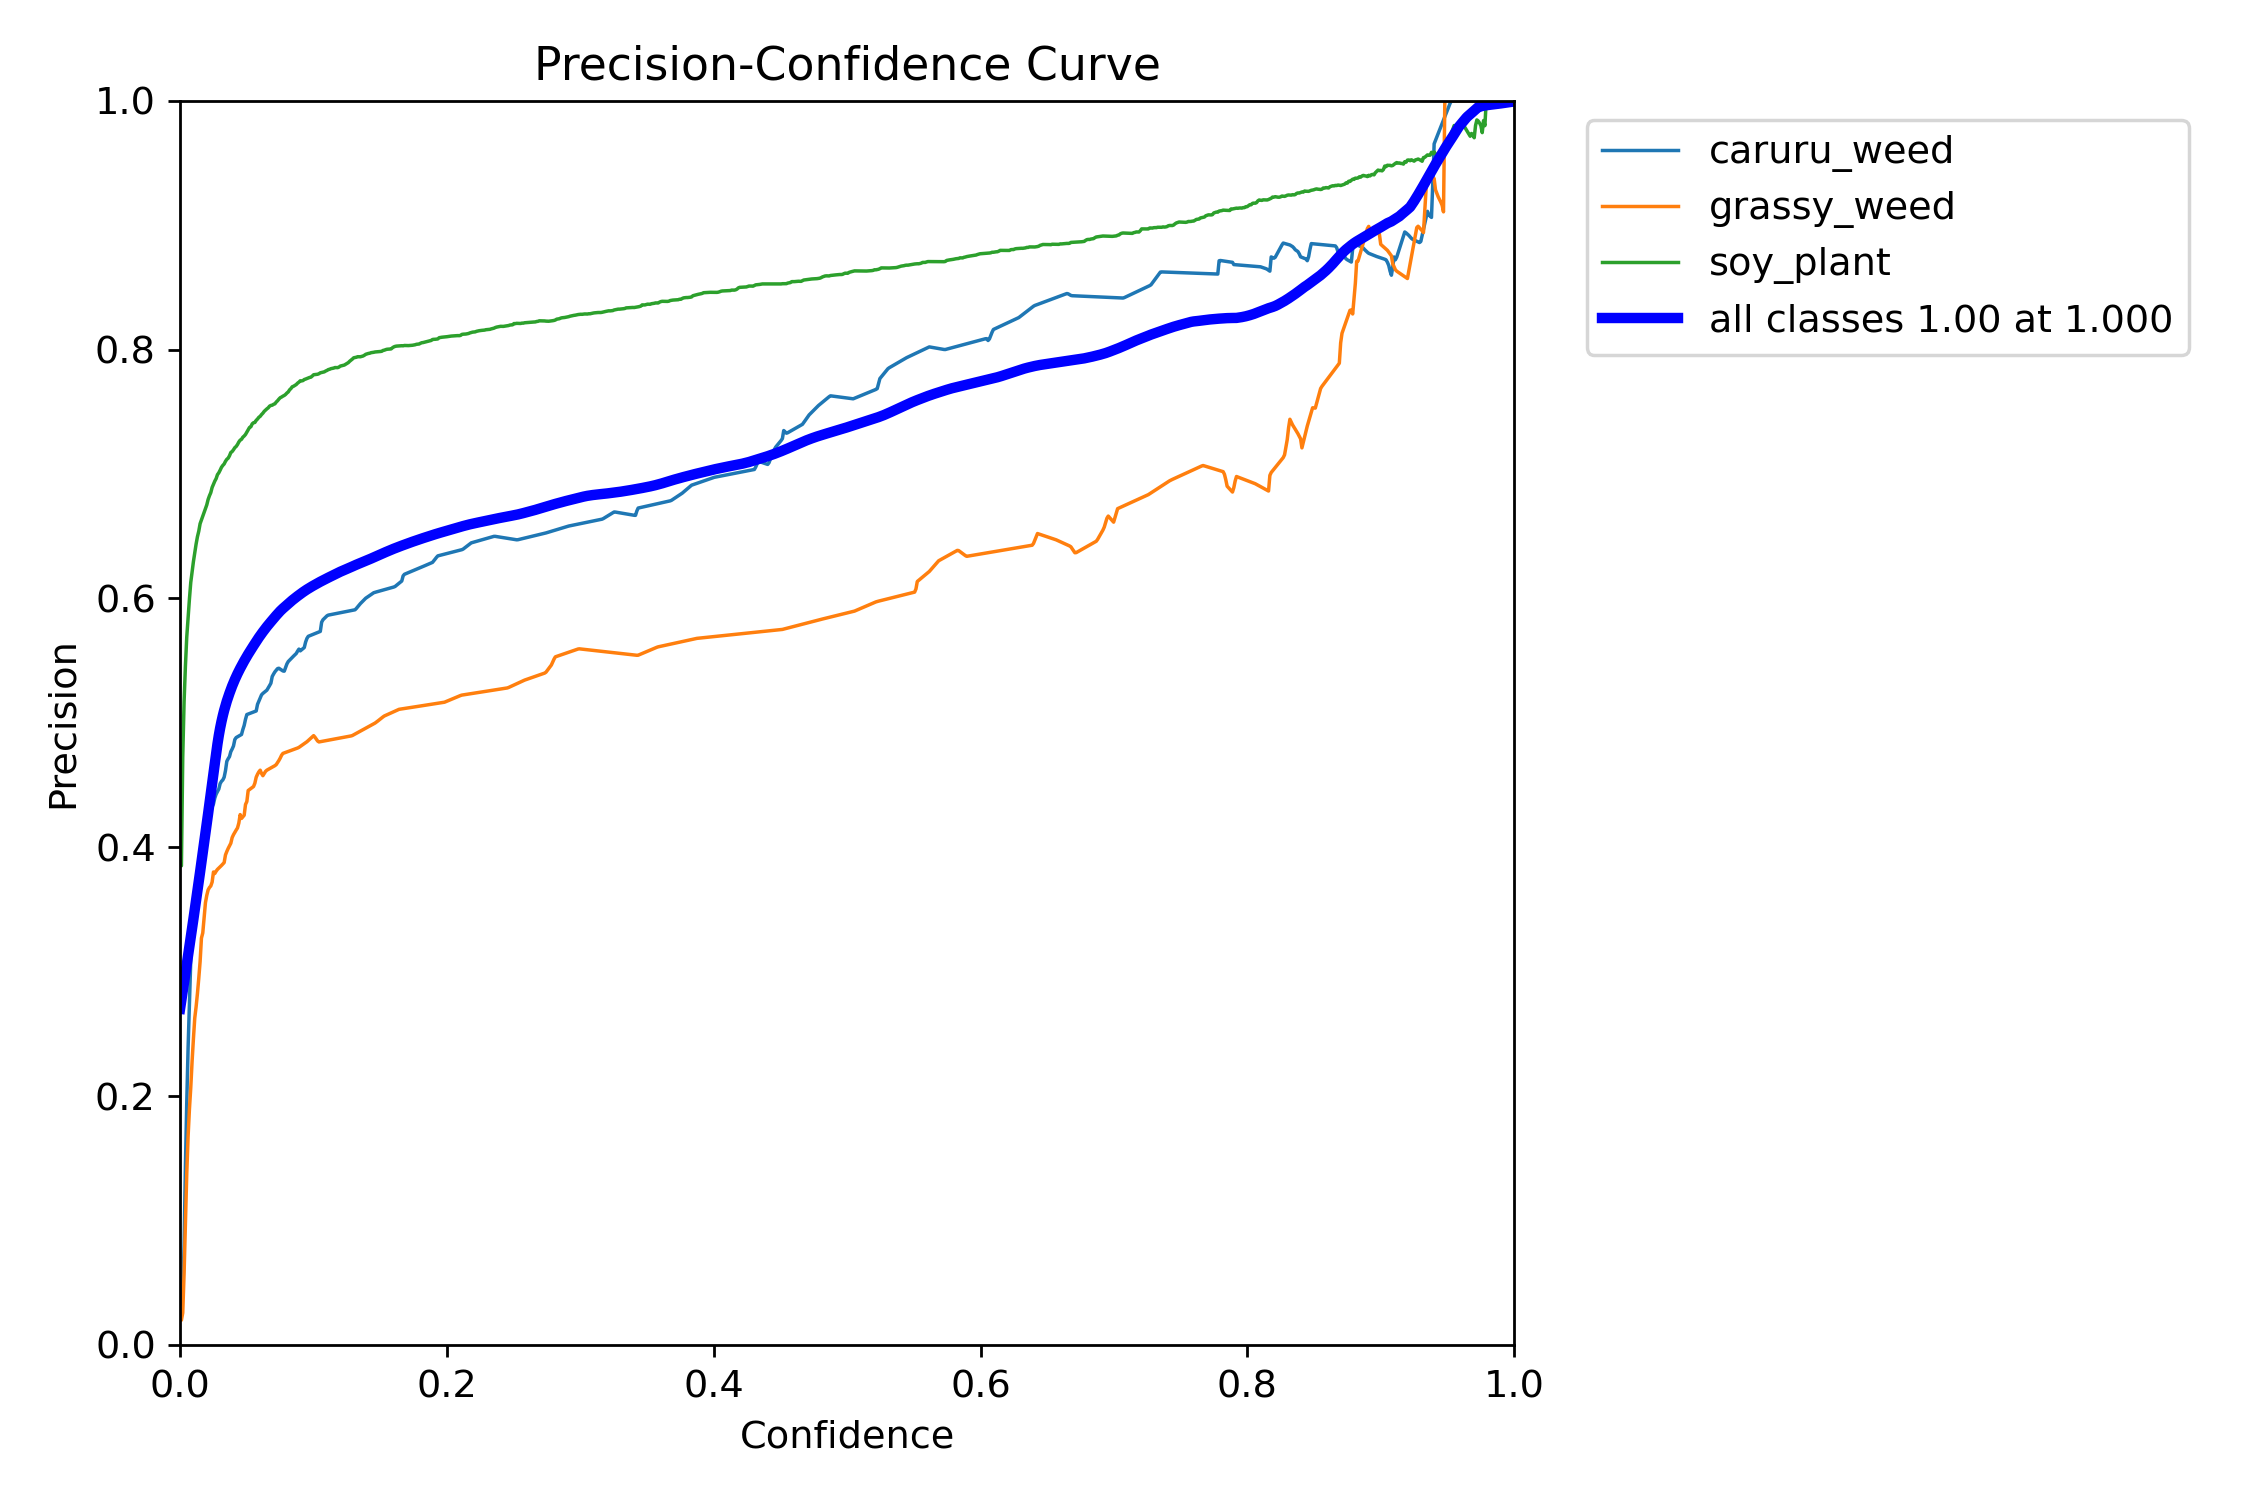 Precision-Confidence Curve
1.0
0.8
0.6
0.4
0.2
0.0
Precision
0.0 0.2 0.4 0.6 0.8 1.0
Confidence
caruru_weed
grassy_weed
soy_plant
all classes 1.00 at 1.000